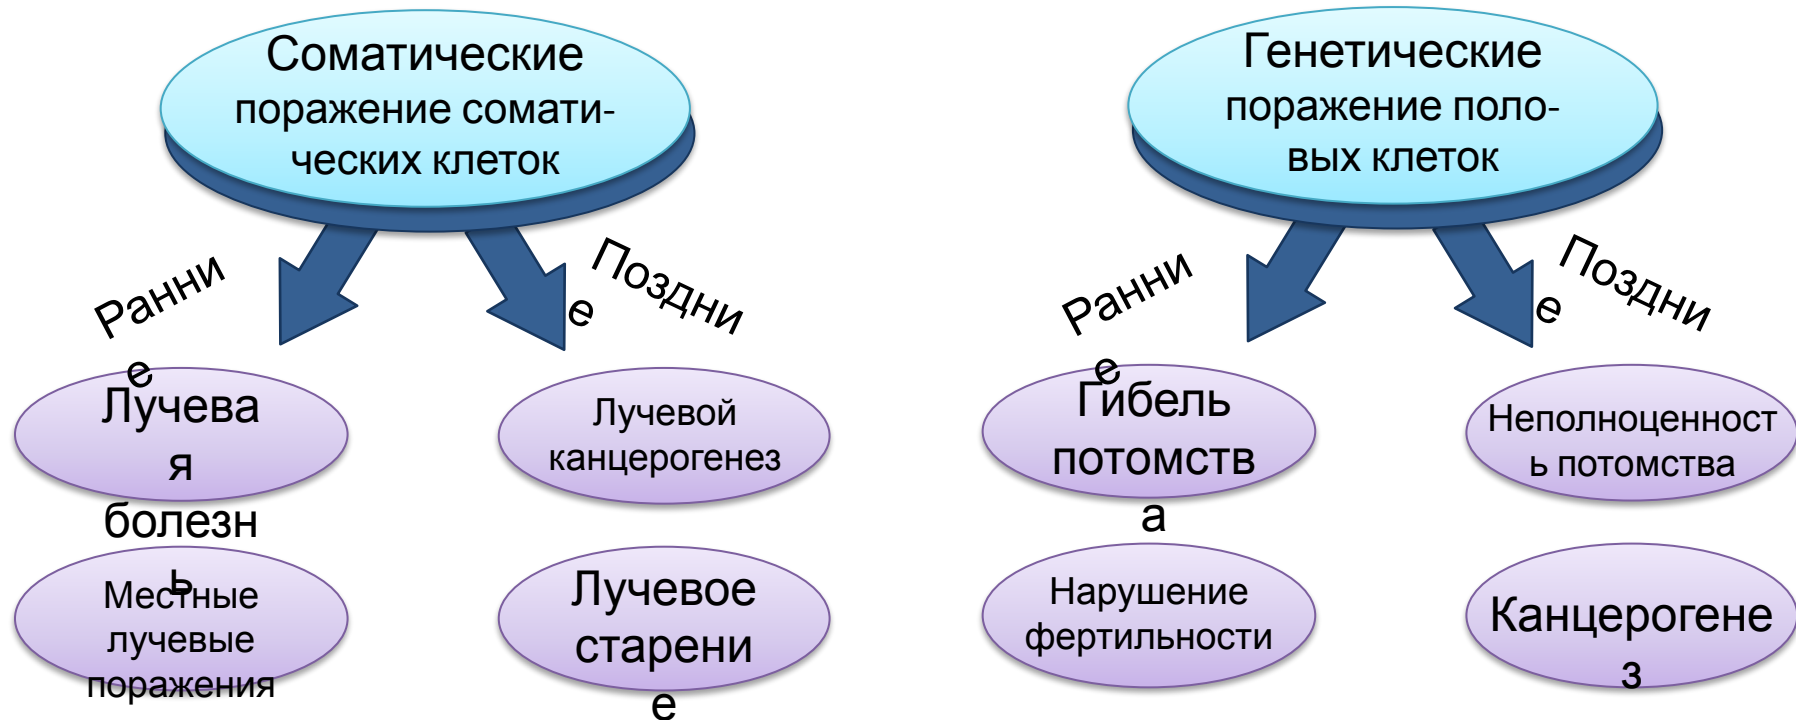 Соматические
поражение сомати-
ческих клеток
Ранни
е
Поздни
е
Лучева
я
болезн
ь
Лучевой
канцерогенез
Местные
лучевые
поражения
Лучевое
старени
е
Генетические
поражение поло-
вых клеток
Ранни
е
Поздни
е
Гибель
потомств
а
Неполноценност
ь потомства
Нарушение
фертильности
Канцерогене
з